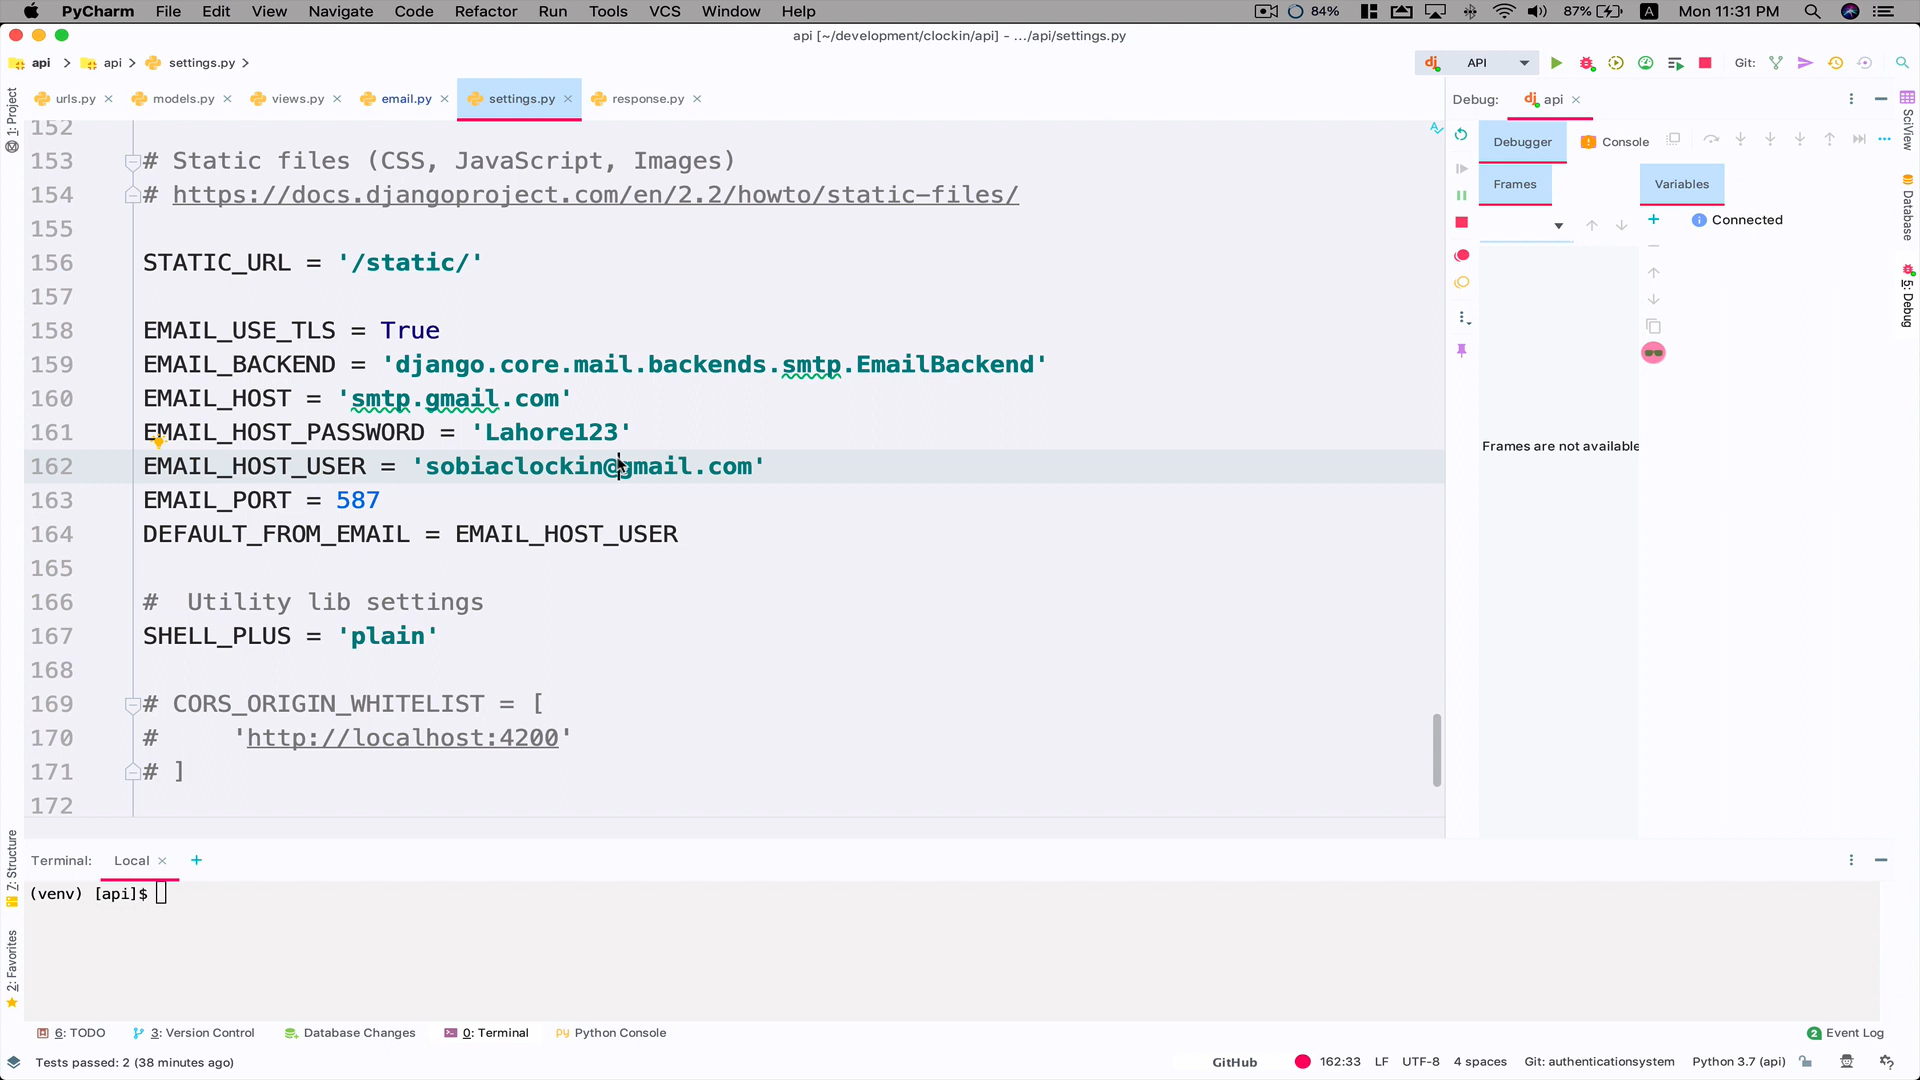 PyCharm File Edit View Navigate Code Refactor Run Tools VCS Window Help 84% 87% A Mon 11:31 PM
api [~/development/clockin/api] - .../api/settings.py
api api settings.py API Git:
urls.py models.py views.py email.py settings.py response.py
Debug: api
Debugger Console
Frames Variables
Connected
Frames are not available
1: Project
7: Structure
2: Favorites
SciView
Database
5: Debug
152
153 # Static files (CSS, JavaScript, Images)
154 # https://docs.djangoproject.com/en/2.2/howto/static-files/
155
156 STATIC_URL = '/static/'
157
158 EMAIL_USE_TLS = True
159 EMAIL_BACKEND = 'django.core.mail.backends.smtp.EmailBackend'
160 EMAIL_HOST = 'smtp.gmail.com'
161 EMAIL_HOST_PASSWORD = 'Lahore123'
162 EMAIL_HOST_USER = 'sobiaclockin@gmail.com'
163 EMAIL_PORT = 587
164 DEFAULT_FROM_EMAIL = EMAIL_HOST_USER
165
166 #  Utility lib settings
167 SHELL_PLUS = 'plain'
168
169 # CORS_ORIGIN_WHITELIST = [
170 #     'http://localhost:4200'
171 # ]
172
Terminal: Local +
(venv) [api]$
6: TODO 3: Version Control Database Changes 0: Terminal Python Console 2 Event Log
Tests passed: 2 (38 minutes ago) GitHub 162:33 LF UTF-8 4 spaces Git: authenticationsystem Python 3.7 (api)